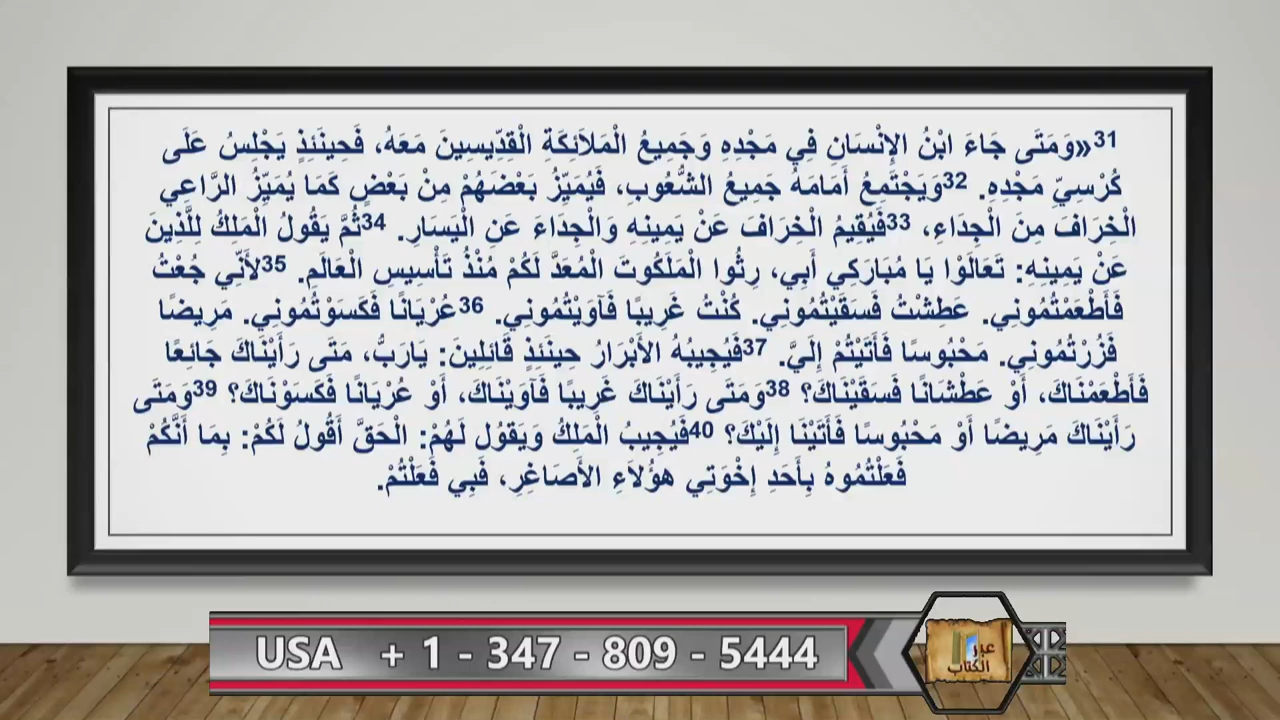 31«وَمَتَى جَاءَ ابْنُ الإِنْسَانِ فِي مَجْدِهِ وَجَمِيعُ الْمَلاَئِكَةِ الْقِدِّيسِينَ مَعَهُ، فَحِينَئِذٍ يَجْلِسُ عَلَى
كُرْسِيِّ مَجْدِهِ. 32وَيَجْتَمِعُ أَمَامَهُ جَمِيعُ الشُّعُوبِ، فَيُمَيِّزُ بَعْضَهُمْ مِنْ بَعْضٍ كَمَا يُمَيِّزُ الرَّاعِي
الْخِرَافَ مِنَ الْجِدَاءِ، 33فَيُقِيمُ الْخِرَافَ عَنْ يَمِينِهِ وَالْجِدَاءَ عَنِ الْيَسَارِ. 34ثُمَّ يَقُولُ الْمَلِكُ لِلَّذِينَ
عَنْ يَمِينِهِ: تَعَالَوْا يَا مُبَارَكِي أَبِي، رِثُوا الْمَلَكُوتَ الْمُعَدَّ لَكُمْ مُنْذُ تَأْسِيسِ الْعَالَمِ. 35لأَنِّي جُعْتُ
فَأَطْعَمْتُمُونِي. عَطِشْتُ فَسَقَيْتُمُونِي. كُنْتُ غَرِيبًا فَآوَيْتُمُونِي. 36عُرْيَانًا فَكَسَوْتُمُونِي. مَرِيضًا
فَزُرْتُمُونِي. مَحْبُوسًا فَأَتَيْتُمْ إِلَيَّ. 37فَيُجِيبُهُ الأَبْرَارُ حِينَئِذٍ قَائِلِينَ: يَارَبُّ، مَتَى رَأَيْنَاكَ جَائِعًا
فَأَطْعَمْنَاكَ، أَوْ عَطْشَانًا فَسَقَيْنَاكَ؟ 38وَمَتَى رَأَيْنَاكَ غَرِيبًا فَآوَيْنَاكَ، أَوْ عُرْيَانًا فَكَسَوْنَاكَ؟ 39وَمَتَى
رَأَيْنَاكَ مَرِيضًا أَوْ مَحْبُوسًا فَأَتَيْنَا إِلَيْكَ؟ 40فَيُجِيبُ الْمَلِكُ وَيَقوُل لَهُمْ: الْحَقَّ أَقُولُ لَكُمْ: بِمَا أَنَّكُمْ
فَعَلْتُمُوهُ بِأَحَدِ إِخْوَتِي هؤُلاَءِ الأَصَاغِرِ، فَبِي فَعَلْتُمْ.
USA + 1 - 347 - 809 - 5444
عبر
الكتاب